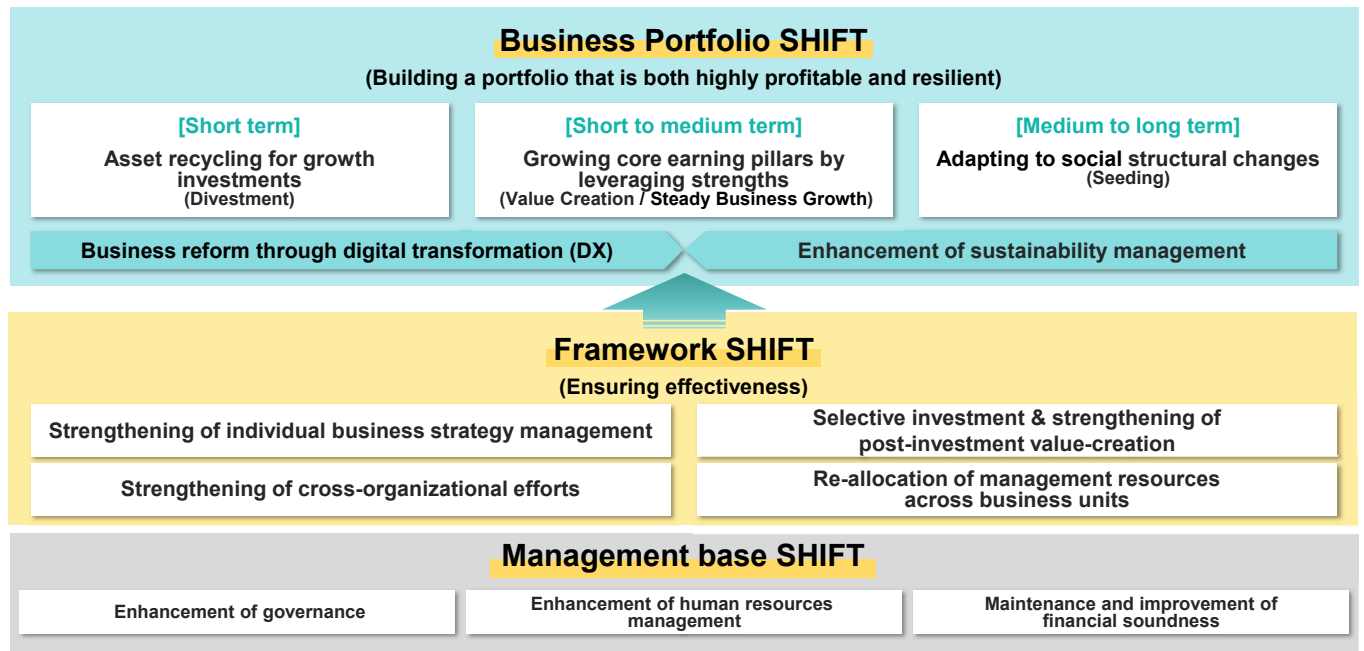 Business Portfolio SHIFT
(Building a portfolio that is both highly profitable and resilient)
[Short term]
Asset recycling for growth
investments
(Divestment)
[Short to medium term]
Growing core earning pillars by
leveraging strengths
(Value Creation / Steady Business Growth)
[Medium to long term]
Adapting to social structural changes
(Seeding)
Business reform through digital transformation (DX)
Enhancement of sustainability management
Framework SHIFT
(Ensuring effectiveness)
Strengthening of individual business strategy management
Selective investment & strengthening of
post-investment value-creation
Strengthening of cross-organizational efforts
Re-allocation of management resources
across business units
Management base SHIFT
Enhancement of governance
Enhancement of human resources
management
Maintenance and improvement of
financial soundness